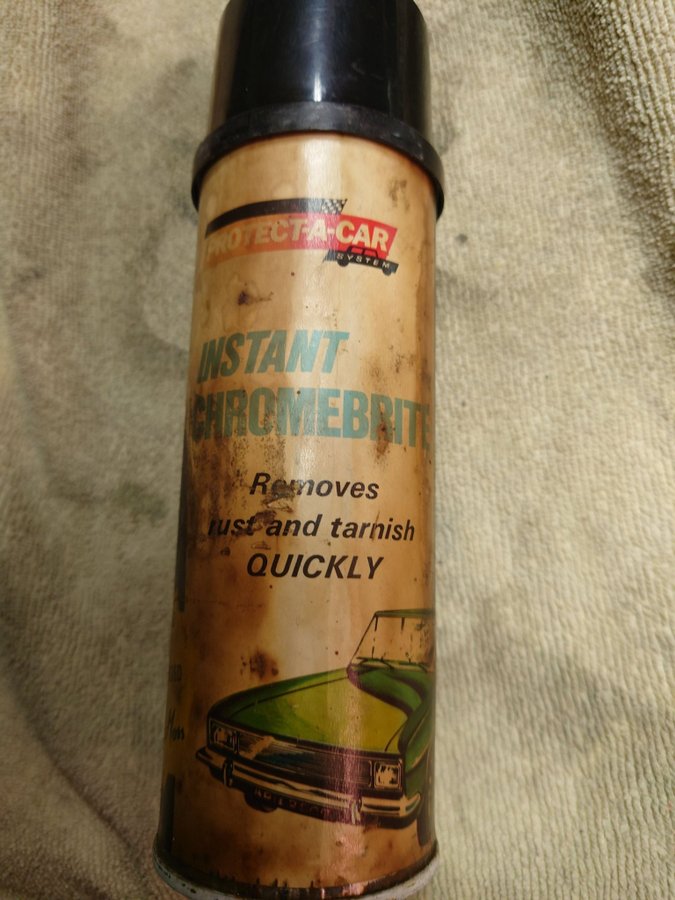 PROTECT-A-CAR
SYSTEM
INSTANT
CHROMEBRITE
Removes
rust and tarnish
QUICKLY